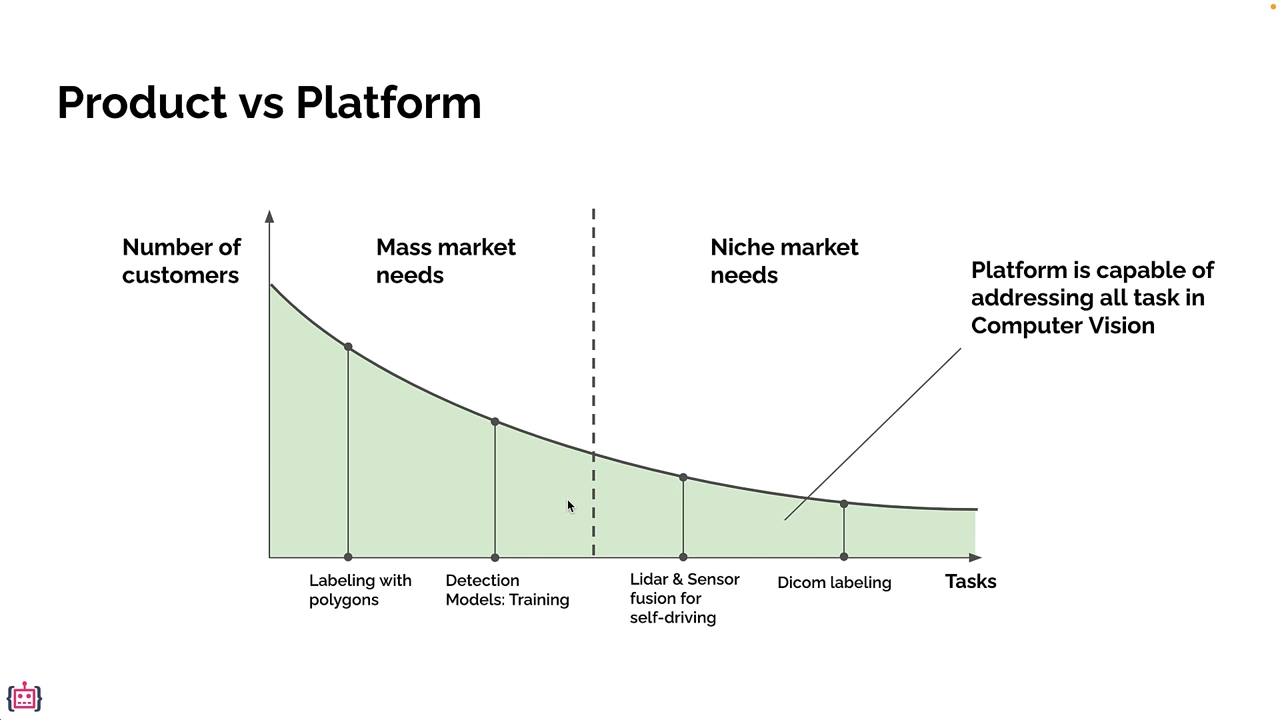 Product vs Platform
Number of
customers
Mass market
needs
Niche market
needs
Platform is capable of
addressing all task in
Computer Vision
Labeling with
polygons
Detection
Models: Training
Lidar & Sensor
fusion for
self-driving
Dicom labeling
Tasks